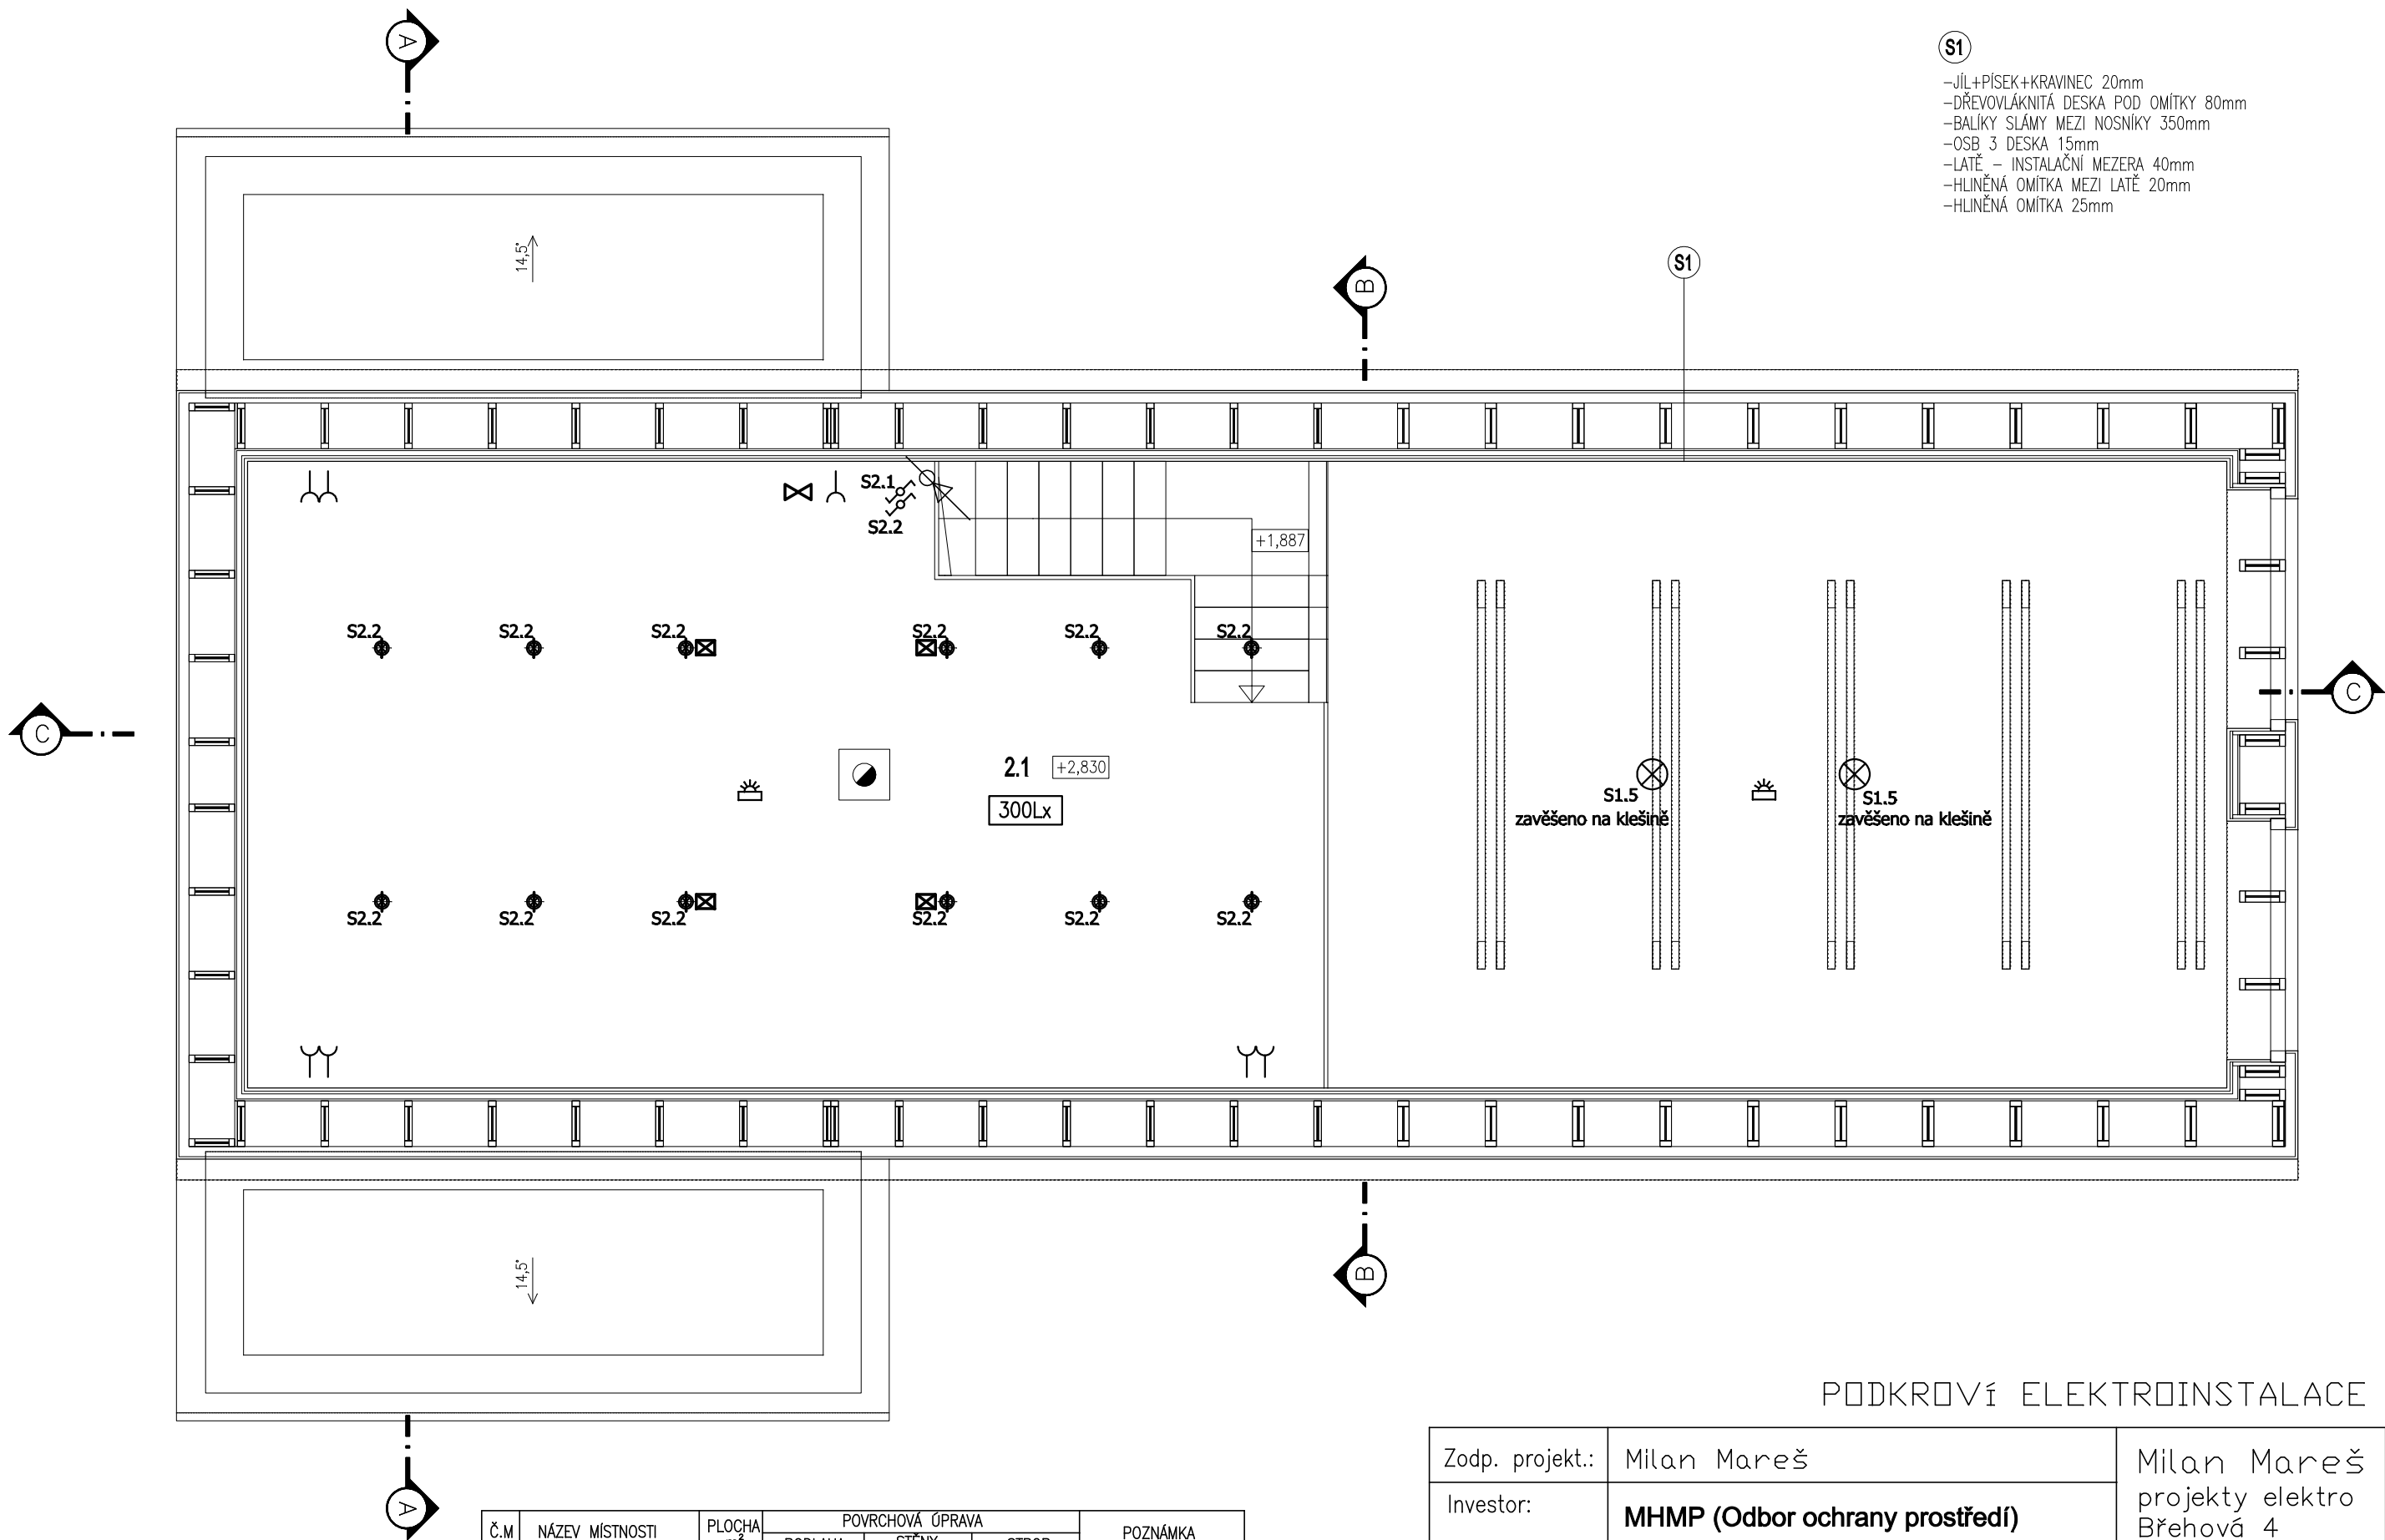 A
S1
-JÍL+PÍSEK+KRAVINEC 20mm
-DŘEVOVLÁKNITÁ DESKA POD OMÍTKY 80mm
-BALÍKY SLÁMY MEZI NOSNÍKY 350mm
-OSB 3 DESKA 15mm
-LATĚ - INSTALAČNÍ MEZERA 40mm
-HLINĚNÁ OMÍTKA MEZI LATĚ 20mm
-HLINĚNÁ OMÍTKA 25mm
14,5°
B
S1
S2.1
S2.2
+1,887
S2.2 S2.2 S2.2 S2.2 S2.2 S2.2
C
C
2.1 +2,830
300Lx
S1.5
zavěšeno na kleśině
S1.5
zavěšeno na kleśině
S2.2 S2.2 S2.2 S2.2 S2.2 S2.2
14,5°
B
A
PODKROVí ELEKTROINSTALACE
Zodp. projekt.: Milan Mareš
Milan Mareš
projekty elektro
Břehová 4
Investor: MHMP (Odbor ochrany prostředí)
Č.M NÁZEV MÍSTNOSTI PLOCHA POVRCHOVÁ ÚPRAVA POZNÁMKA